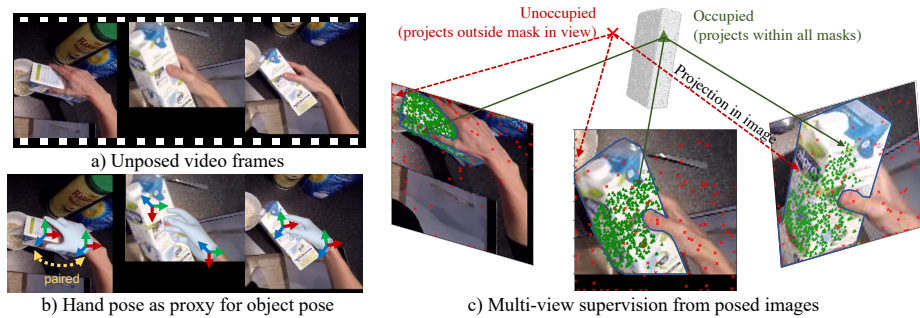 a) Unposed video frames
paired
b) Hand pose as proxy for object pose
Unoccupied
(projects outside mask in view)
Occupied
(projects within all masks)
Projection in image
c) Multi-view supervision from posed images